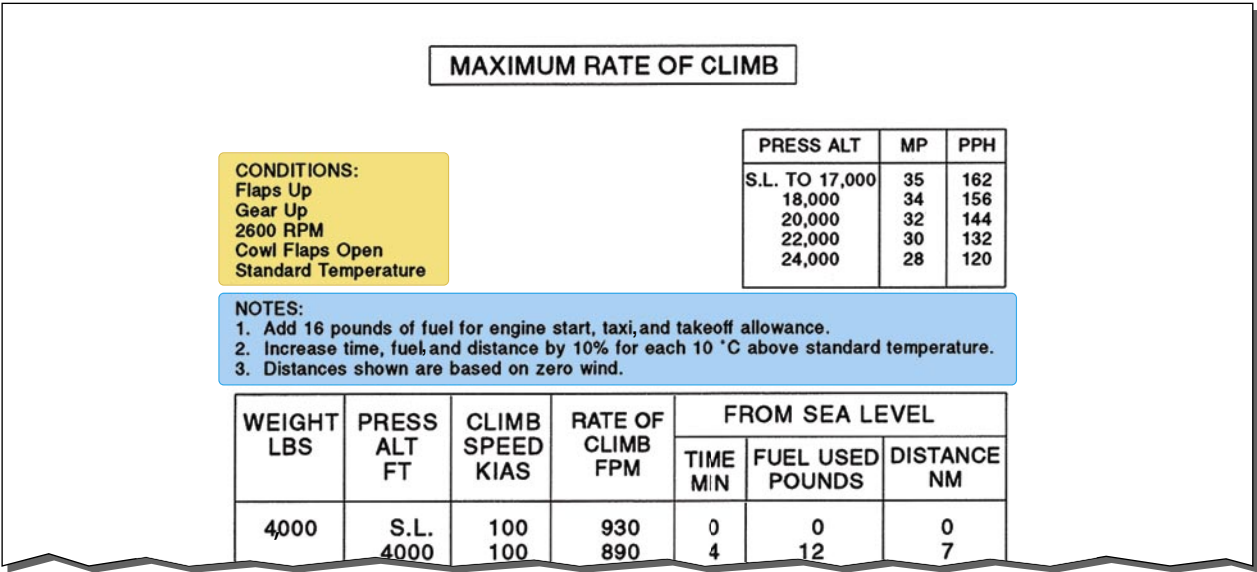 MAXIMUM RATE OF CLIMB
PRESS ALT MP PPH
S.L. TO 17,000 35 162
18,000 34 156
20,000 32 144
22,000 30 132
24,000 28 120
CONDITIONS:
Flaps Up
Gear Up
2600 RPM
Cowl Flaps Open
Standard Temperature
NOTES:
1. Add 16 pounds of fuel for engine start, taxi, and takeoff allowance.
2. Increase time, fuel, and distance by 10% for each 10 °C above standard temperature.
3. Distances shown are based on zero wind.
WEIGHT LBS
PRESS ALT FT
CLIMB SPEED KIAS
RATE OF CLIMB FPM
FROM SEA LEVEL
TIME MIN
FUEL USED POUNDS
DISTANCE NM
4,000 S.L. 100 930 0 0 0
4000 100 890 4 12 7